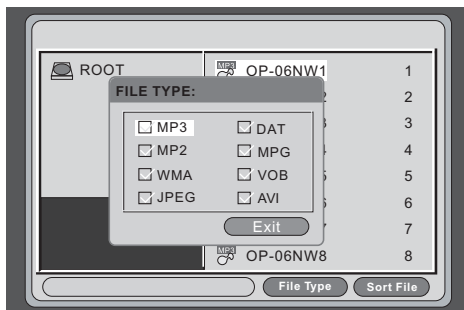 ROOT
MP3 OP-06NW1 1
2 2
3
4
5
6
7
MP3 OP-06NW8 8
FILE TYPE:
MP3 DAT
MP2 MPG
WMA VOB
JPEG AVI
Exit
File Type Sort File